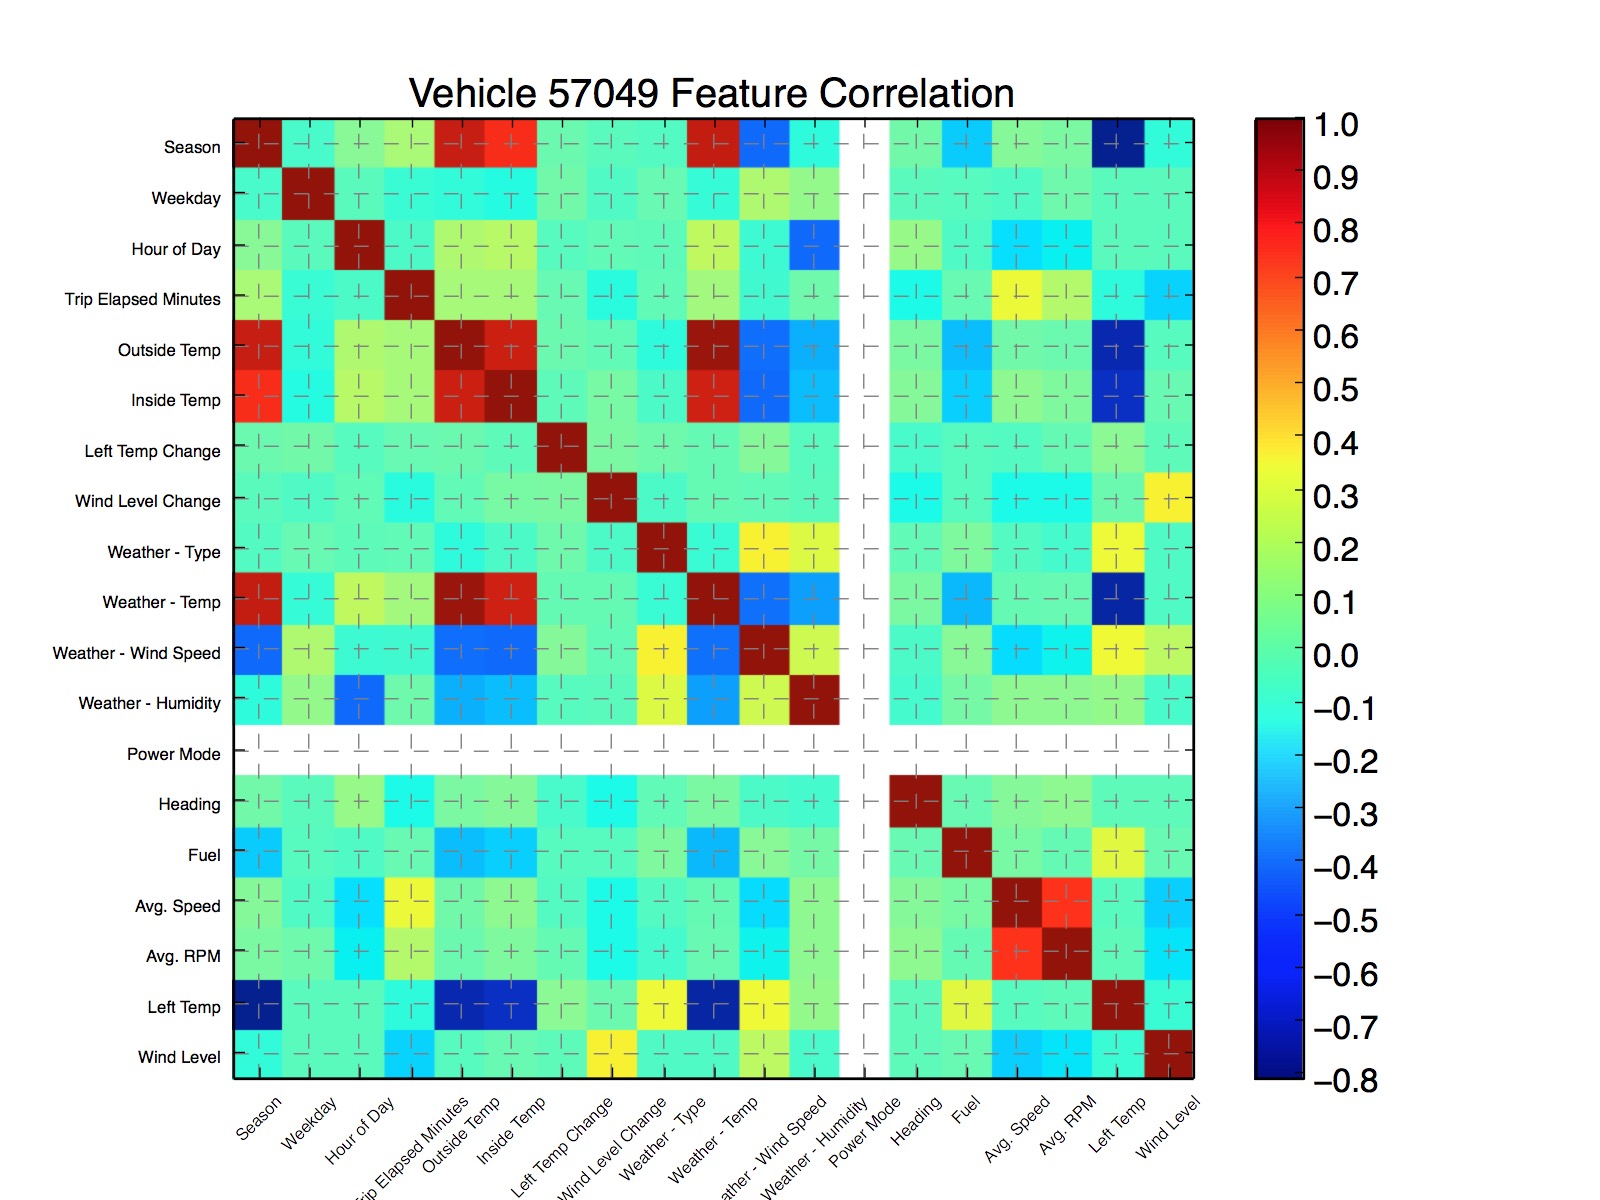 Vehicle 57049 Feature Correlation
Season
Weekday
Hour of Day
Trip Elapsed Minutes
Outside Temp
Inside Temp
Left Temp Change
Wind Level Change
Weather - Type
Weather - Temp
Weather - Wind Speed
Weather - Humidity
Power Mode
Heading
Fuel
Avg. Speed
Avg. RPM
Left Temp
Wind Level
1.0
0.9
0.8
0.7
0.6
0.5
0.4
0.3
0.2
0.1
0.0
−0.1
−0.2
−0.3
−0.4
−0.5
−0.6
−0.7
−0.8
Season
Weekday
Hour of Day
rip Elapsed Minutes
Outside Temp
Inside Temp
Left Temp Change
Wind Level Change
Weather - Type
Weather - Temp
ather - Wind Speed
Weather - Humidity
Power Mode
Heading
Fuel
Avg. Speed
Avg. RPM
Left Temp
Wind Level